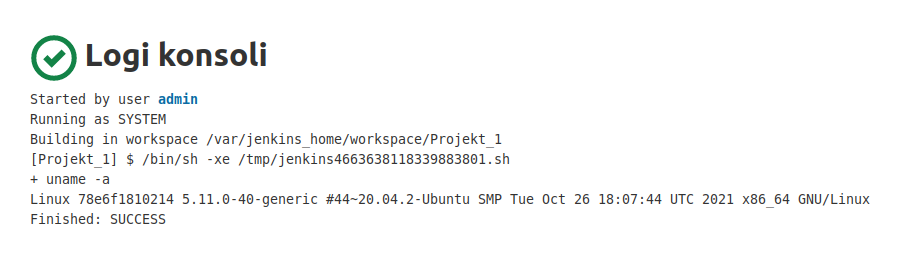 Logi konsoli
Started by user admin
Running as SYSTEM
Building in workspace /var/jenkins_home/workspace/Projekt_1
[Projekt_1] $ /bin/sh -xe /tmp/jenkins4663638118339883801.sh
+ uname -a
Linux 78e6f1810214 5.11.0-40-generic #44~20.04.2-Ubuntu SMP Tue Oct 26 18:07:44 UTC 2021 x86_64 GNU/Linux
Finished: SUCCESS